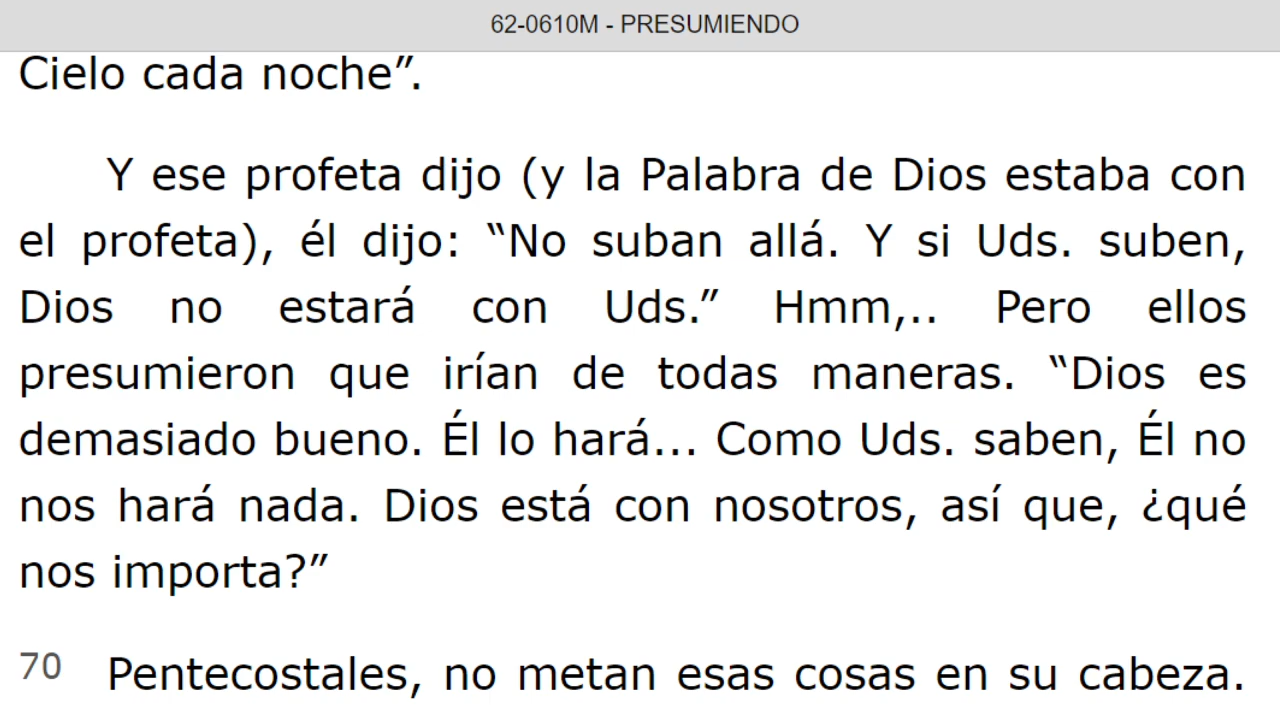 62-0610M - PRESUMIENDO
Cielo cada noche”.
Y ese profeta dijo (y la Palabra de Dios estaba con
el profeta), él dijo: “No suban allá. Y si Uds. suben,
Dios no estará con Uds.” Hmm,.. Pero ellos
presumieron que irían de todas maneras. “Dios es
demasiado bueno. Él lo hará... Como Uds. saben, Él no
nos hará nada. Dios está con nosotros, así que, ¿qué
nos importa?”
70 Pentecostales, no metan esas cosas en su cabeza.